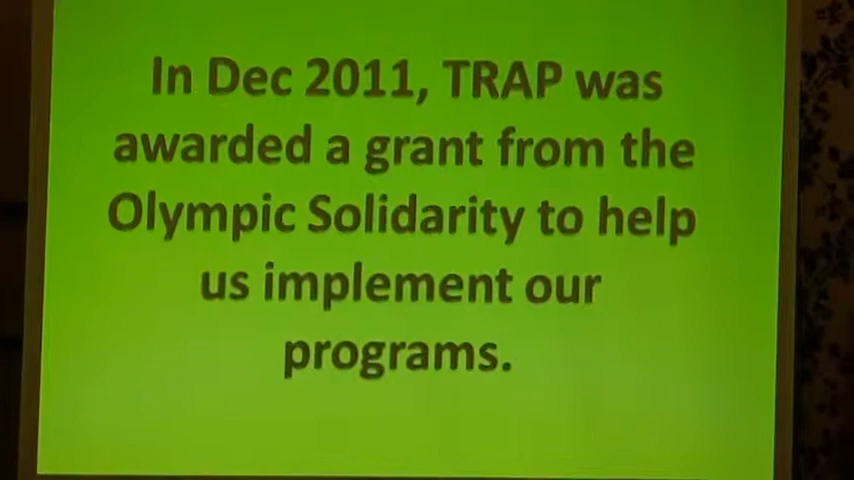 In Dec 2011, TRAP was
awarded a grant from the
Olympic Solidarity to help
us implement our
programs.